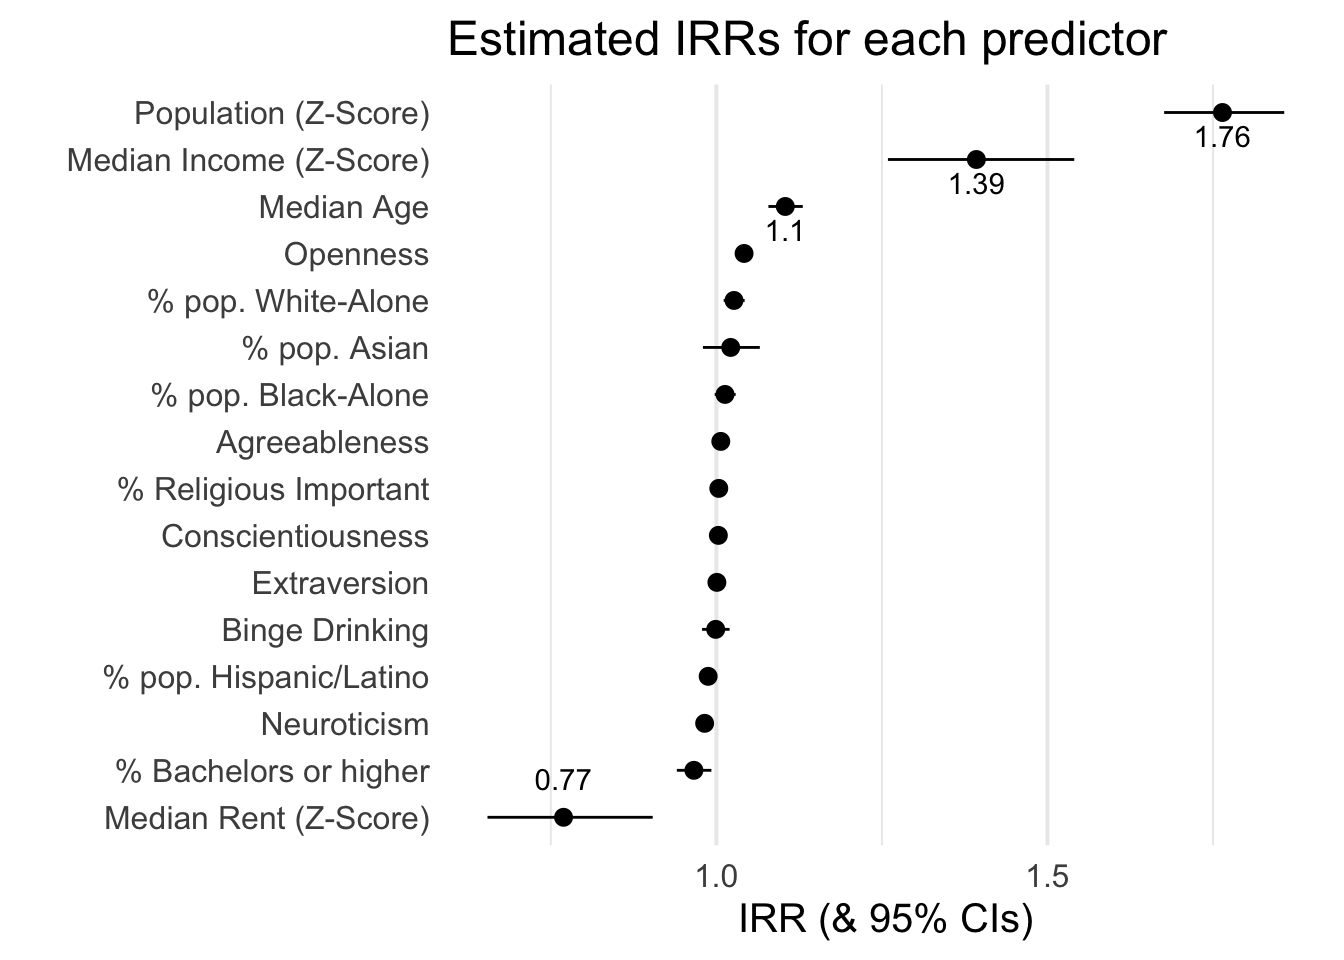 Estimated IRRs for each predictor
Population (Z-Score)
1.76
Median Income (Z-Score)
1.39
Median Age
1.1
Openness
% pop. White-Alone
% pop. Asian
% pop. Black-Alone
Agreeableness
% Religious Important
Conscientiousness
Extraversion
Binge Drinking
% pop. Hispanic/Latino
Neuroticism
% Bachelors or higher
0.77
Median Rent (Z-Score)
1.0 1.5
IRR (& 95% CIs)